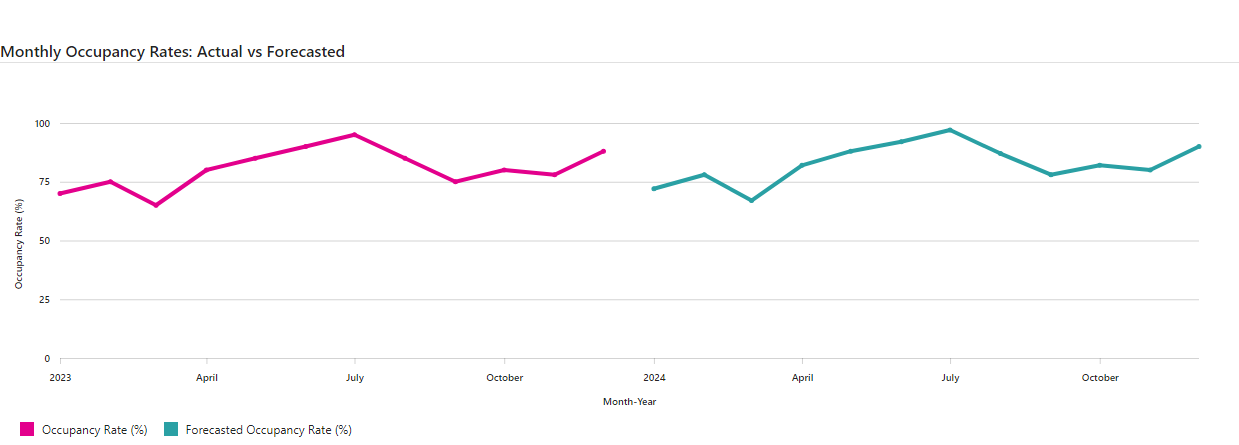 Monthly Occupancy Rates: Actual vs Forecasted
100
75
50
25
0
Occupancy Rate (%)
2023 April July October 2024 April July October
Month-Year
Occupancy Rate (%) Forecasted Occupancy Rate (%)